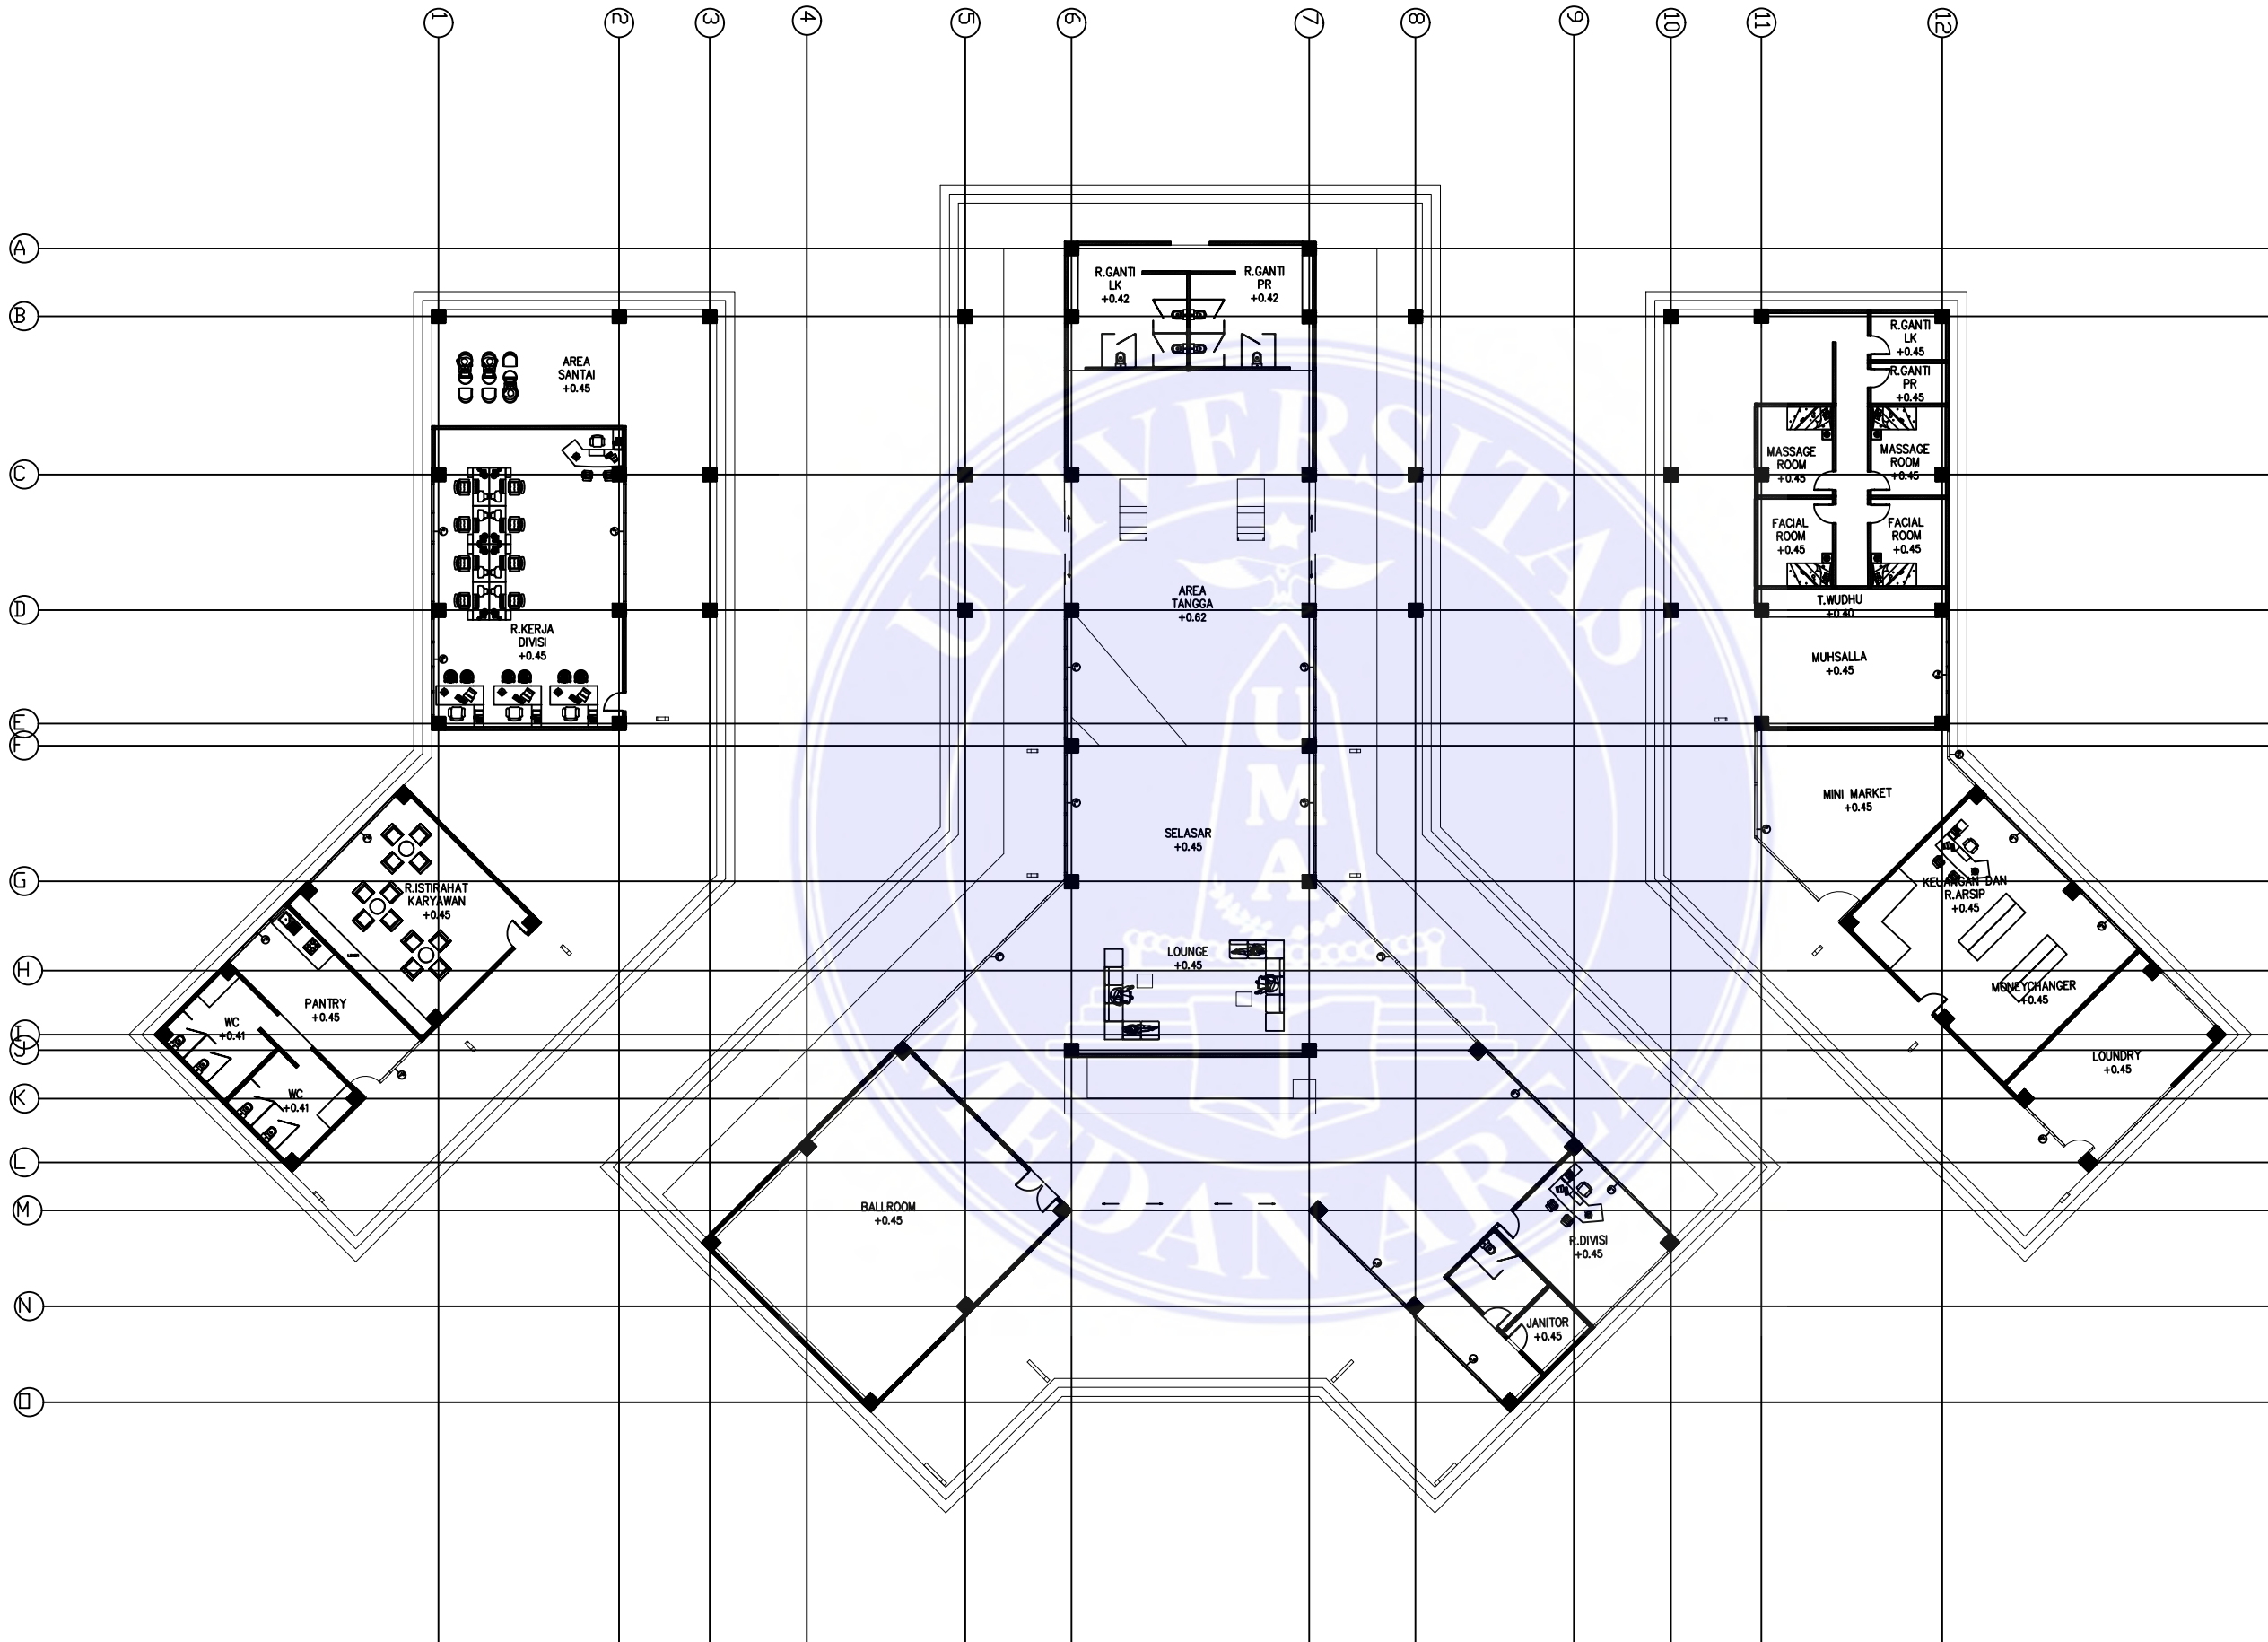 1 2 3 4 5 6 7 8 9 10 11 12
A
B
C
D
E
F
G
H
I
J
K
L
M
N
O
AREA
SANTAI
+0.45
R.KERJA
DIVISI
+0.45
R.ISTIRAHAT
KARYAWAN
+0.45
PANTRY
+0.45
WC
+0.41
WC
+0.41
R.GANTI
LK
+0.42
R.GANTI
PR
+0.42
AREA
TANGGA
+0.62
SELASAR
+0.45
LOUNGE
+0.45
BALLROOM
+0.45
R.DIVISI
+0.45
JANITOR
+0.45
R.GANTI
LK
+0.45
R.GANTI
PR
+0.45
MASSAGE
ROOM
+0.45
MASSAGE
ROOM
+0.45
FACIAL
ROOM
+0.45
FACIAL
ROOM
+0.45
T.WUDHU
+0.40
MUHSALLA
+0.45
MINI MARKET
+0.45
KEUANGAN DAN
R.ARSIP
+0.45
MONEYCHANGER
+0.45
LOUNDRY
+0.45
UNIVERSITAS
MEDAN AREA
UMA